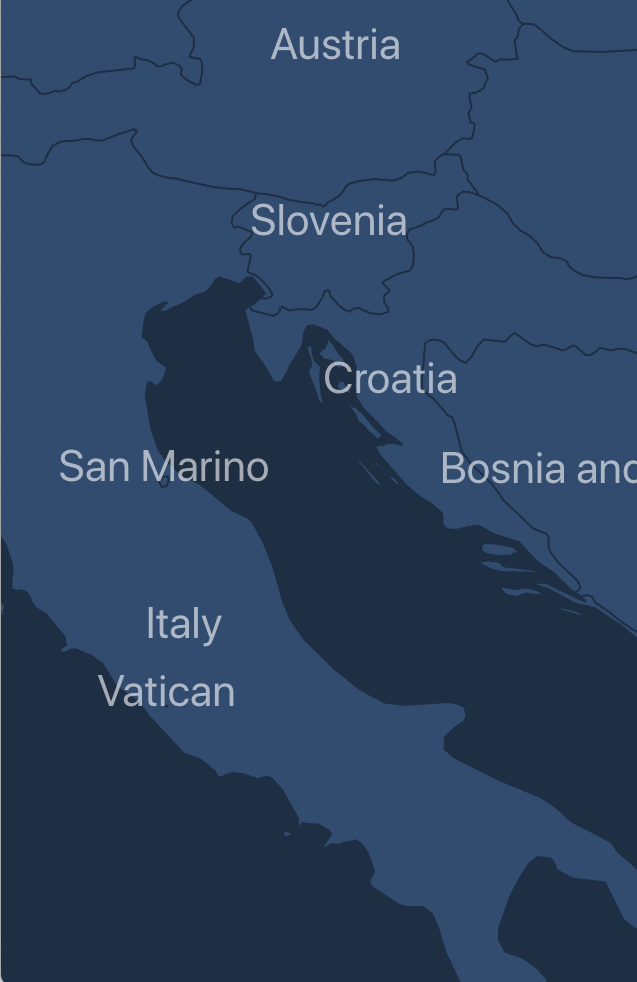 Austria
Slovenia
Croatia
San Marino
Bosnia and
Italy
Vatican